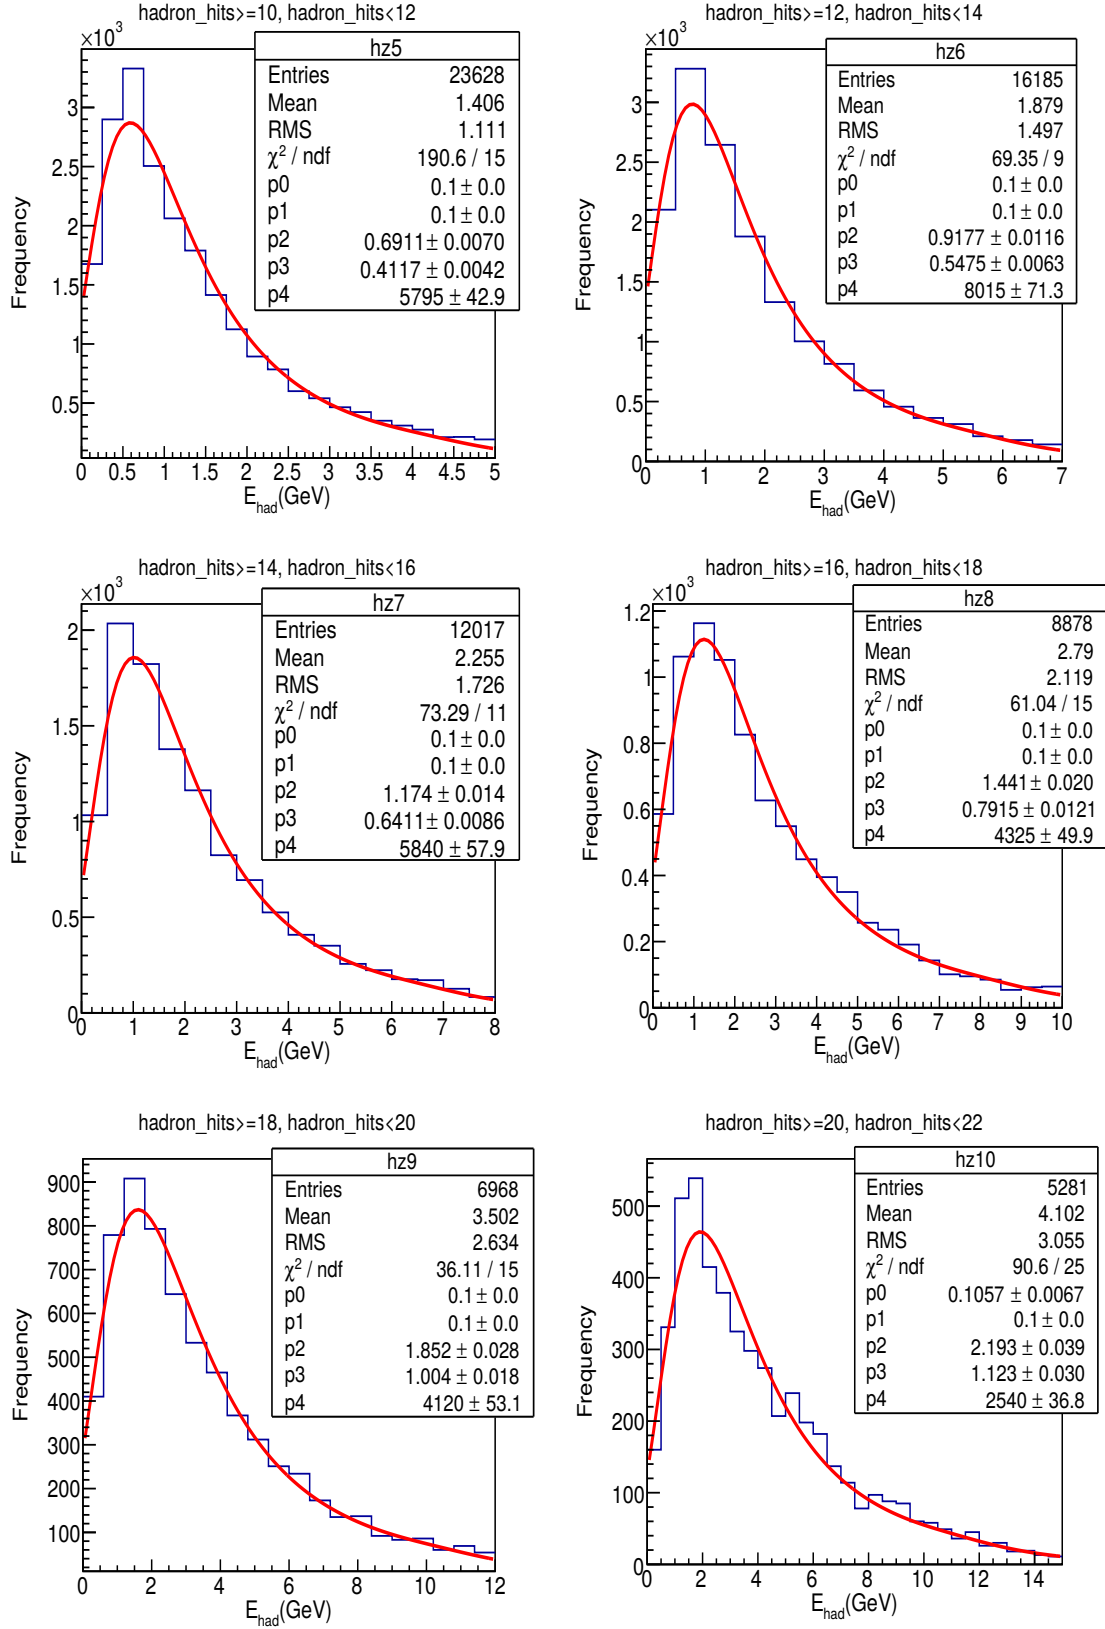 hadron_hits>=10, hadron_hits<12
×10³
hz5
Entries 23628
Mean 1.406
RMS 1.111
χ² / ndf 190.6 / 15
p0 0.1 ± 0.0
p1 0.1 ± 0.0
p2 0.6911 ± 0.0070
p3 0.4117 ± 0.0042
p4 5795 ± 42.9
Frequency
3
2.5
2
1.5
1
0.5
0 0.5 1 1.5 2 2.5 3 3.5 4 4.5 5
E_had(GeV)
hadron_hits>=12, hadron_hits<14
×10³
hz6
Entries 16185
Mean 1.879
RMS 1.497
χ² / ndf 69.35 / 9
p0 0.1 ± 0.0
p1 0.1 ± 0.0
p2 0.9177 ± 0.0116
p3 0.5475 ± 0.0063
p4 8015 ± 71.3
Frequency
3
2.5
2
1.5
1
0.5
0
0 1 2 3 4 5 6 7
E_had(GeV)
hadron_hits>=14, hadron_hits<16
×10³
hz7
Entries 12017
Mean 2.255
RMS 1.726
χ² / ndf 73.29 / 11
p0 0.1 ± 0.0
p1 0.1 ± 0.0
p2 1.174 ± 0.014
p3 0.6411 ± 0.0086
p4 5840 ± 57.9
Frequency
2
1.5
1
0.5
0
0 1 2 3 4 5 6 7 8
E_had(GeV)
hadron_hits>=16, hadron_hits<18
×10³
hz8
Entries 8878
Mean 2.79
RMS 2.119
χ² / ndf 61.04 / 15
p0 0.1 ± 0.0
p1 0.1 ± 0.0
p2 1.441 ± 0.020
p3 0.7915 ± 0.0121
p4 4325 ± 49.9
Frequency
1.2
1
0.8
0.6
0.4
0.2
0
0 1 2 3 4 5 6 7 8 9 10
E_had(GeV)
hadron_hits>=18, hadron_hits<20
hz9
Entries 6968
Mean 3.502
RMS 2.634
χ² / ndf 36.11 / 15
p0 0.1 ± 0.0
p1 0.1 ± 0.0
p2 1.852 ± 0.028
p3 1.004 ± 0.018
p4 4120 ± 53.1
Frequency
900
800
700
600
500
400
300
200
100
0 2 4 6 8 10 12
E_had(GeV)
hadron_hits>=20, hadron_hits<22
hz10
Entries 5281
Mean 4.102
RMS 3.055
χ² / ndf 90.6 / 25
p0 0.1057 ± 0.0067
p1 0.1 ± 0.0
p2 2.193 ± 0.039
p3 1.123 ± 0.030
p4 2540 ± 36.8
Frequency
500
400
300
200
100
0
0 2 4 6 8 10 12 14
E_had(GeV)